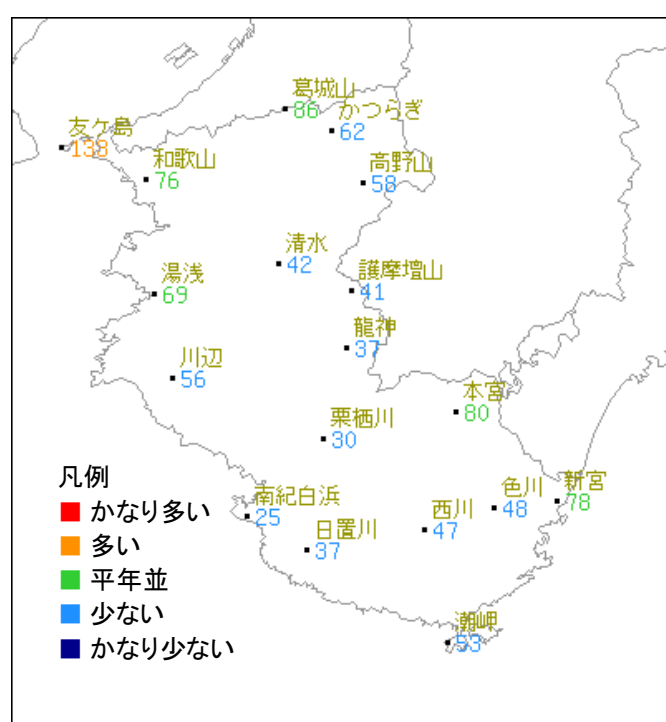 葛城山
86
かつらぎ
62
友ケ島
133
和歌山
76
高野山
58
清水
42
護摩壇山
41
湯浅
69
龍神
37
川辺
56
本宮
80
栗栖川
30
凡例
かなり多い
多い
平年並
少ない
かなり少ない
南紀白浜
25
日置川
37
西川
47
色川
48
新宮
78
潮岬
53